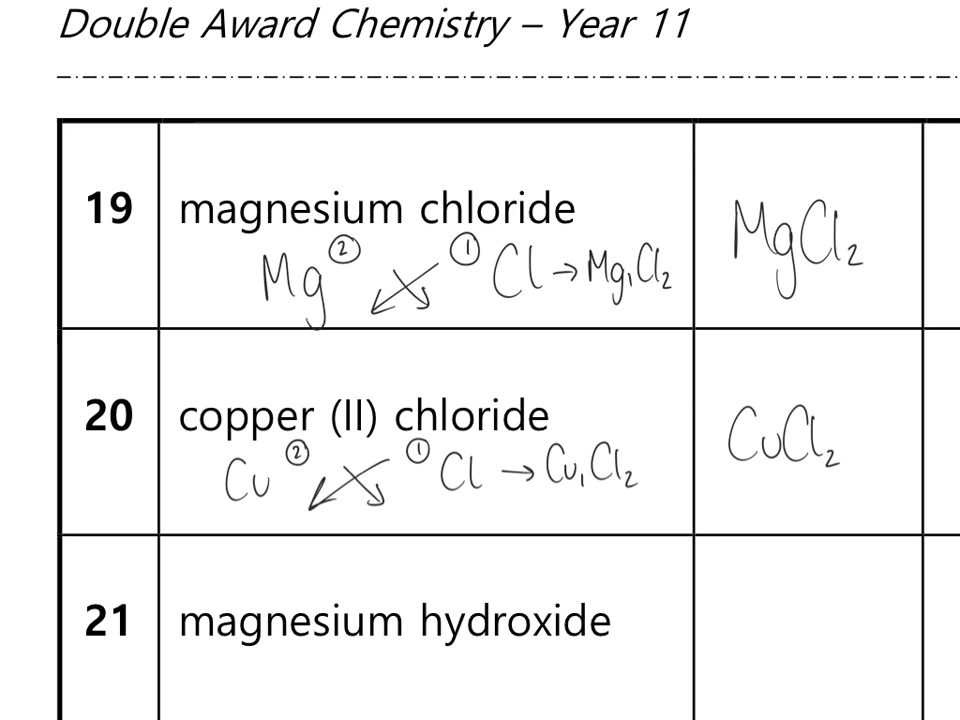 Double Award Chemistry – Year 11
19 magnesium chloride MgCl₂
Mg ② ① Cl → Mg₁Cl₂
20 copper (II) chloride CuCl₂
Cu ② ① Cl → Cu₁Cl₂
21 magnesium hydroxide